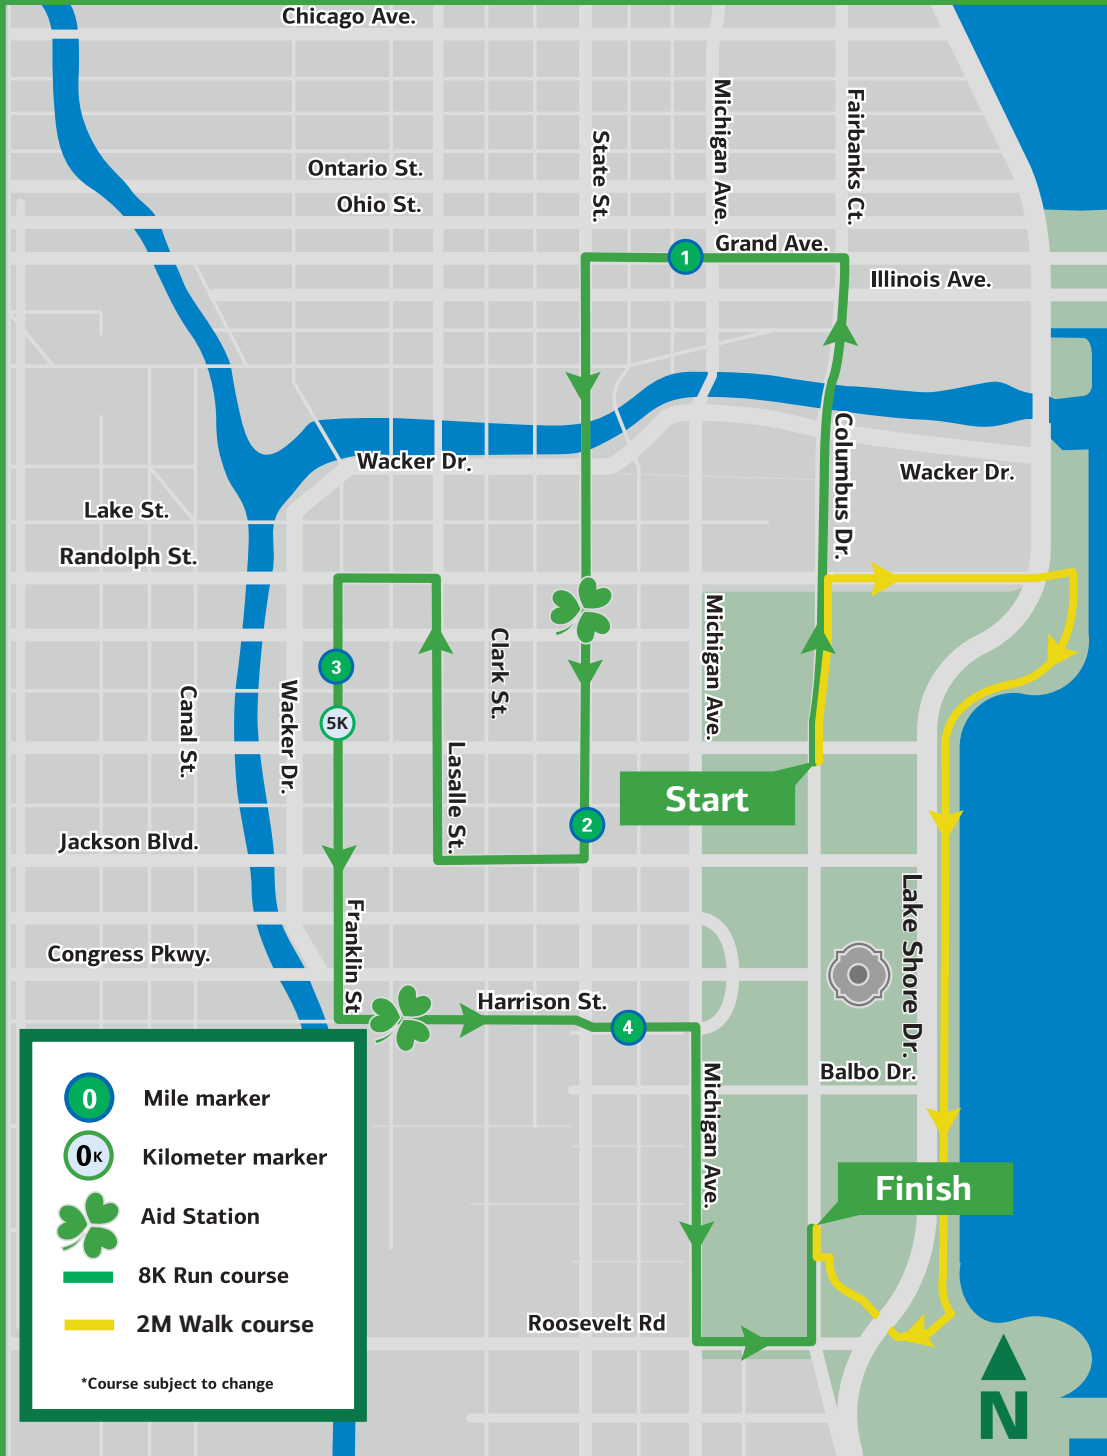 Chicago Ave.
Michigan Ave.
Fairbanks Ct.
State St.
Ontario St.
Ohio St.
Grand Ave.
1
Illinois Ave.
Columbus Dr.
Wacker Dr.
Wacker Dr.
Lake St.
Randolph St.
Michigan Ave.
Clark St.
3
Wacker Dr.
Canal St.
5K
Lasalle St.
Start
2
Jackson Blvd.
Lake Shore Dr.
Franklin St
Congress Pkwy.
Harrison St.
4
Michigan Ave.
Balbo Dr.
Finish
Roosevelt Rd
N
0 Mile marker
0K Kilometer marker
Aid Station
8K Run course
2M Walk course
*Course subject to change